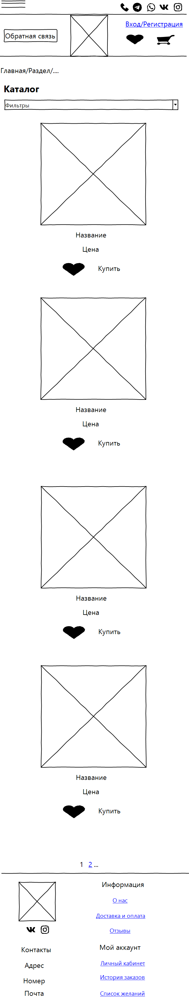 Вход/Регистрация
Обратная связь
Главная/Раздел/....
Каталог
Фильтры
Название
Цена
Купить
Название
Цена
Купить
Название
Цена
Купить
Название
Цена
Купить
1 2 ...
Информация
О нас
Доставка и оплата
Отзывы
Мой аккаунт
Личный кабинет
История заказов
Список желаний
Контакты
Адрес
Номер
Почта